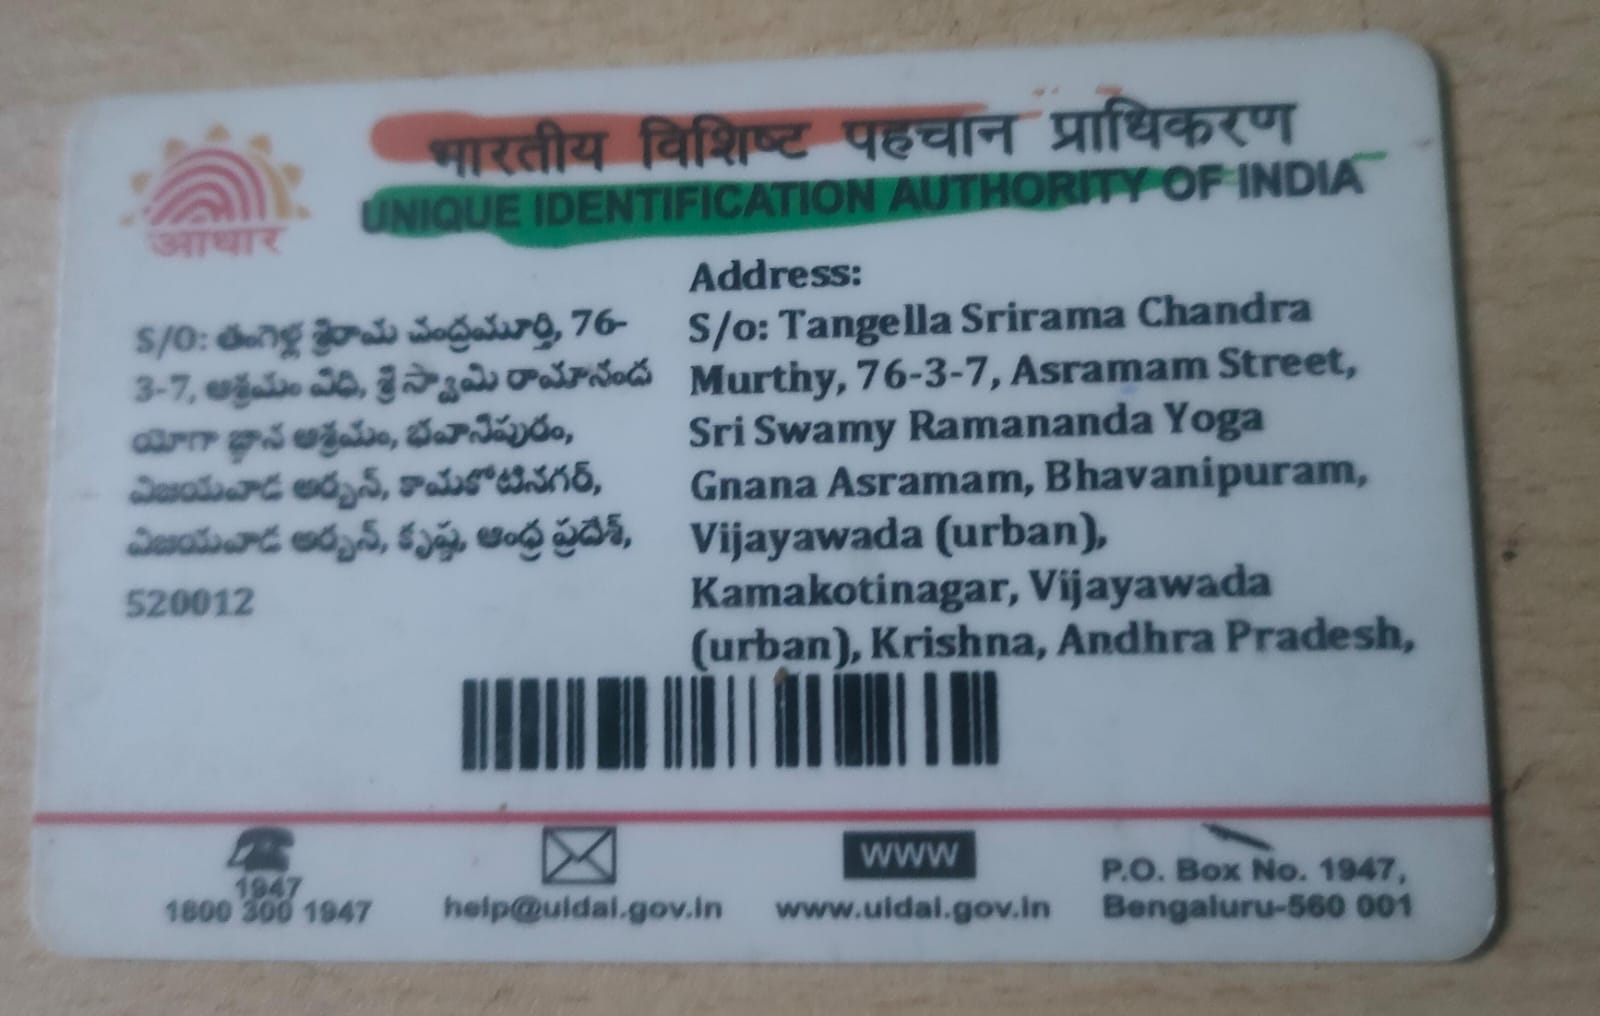 भारतीय विशिष्ट पहचान प्राधिकरण
UNIQUE IDENTIFICATION AUTHORITY OF INDIA
आधार
S/O: తంగెళ్ల శ్రీరామ చంద్రమూర్తి, 76-
3-7, ఆశ్రమం వీధి, శ్రీ స్వామి రామానంద
యోగా జ్ఞాన ఆశ్రమం, భవానీపురం,
విజయవాడ అర్బన్, కామకోటినగర్,
విజయవాడ అర్బన్, కృష్ణ, ఆంధ్ర ప్రదేశ్,
520012
Address:
S/o: Tangella Srirama Chandra
Murthy, 76-3-7, Asramam Street,
Sri Swamy Ramananda Yoga
Gnana Asramam, Bhavanipuram,
Vijayawada (urban),
Kamakotinagar, Vijayawada
(urban), Krishna, Andhra Pradesh,
1947
1800 300 1947
help@uidai.gov.in
WWW
www.uidai.gov.in
P.O. Box No. 1947,
Bengaluru-560 001